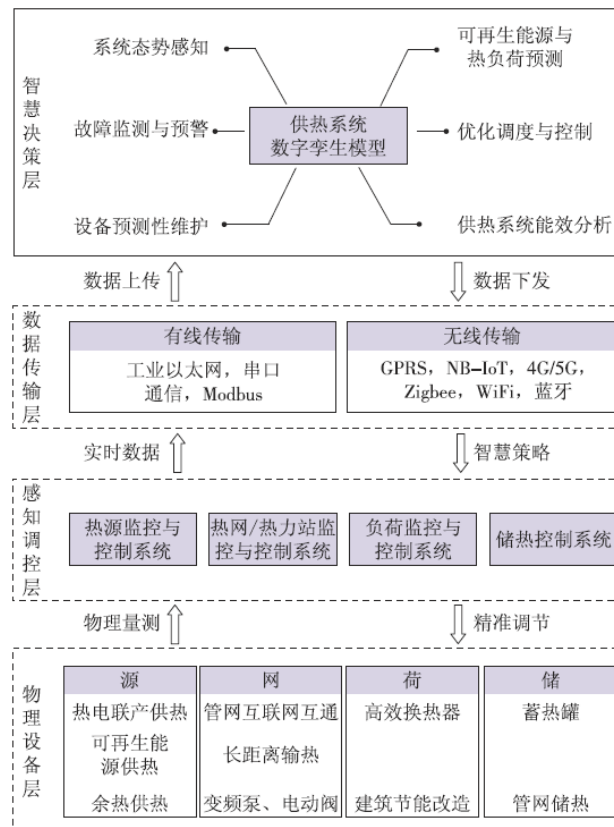 智慧决策层
系统态势感知
可再生能源与
热负荷预测
故障监测与预警
供热系统
数字孪生模型
优化调度与控制
设备预测性维护
供热系统能效分析
数据上传
数据下发
数据传输层
有线传输
工业以太网，串口
通信，Modbus
无线传输
GPRS，NB-IoT，4G/5G，
Zigbee，WiFi，蓝牙
实时数据
智慧策略
感知调控层
热源监控与
控制系统
热网/热力站监
控与控制系统
负荷监控与
控制系统
储热控制系统
物理量测
精准调节
物理设备层
源
热电联产供热
可再生能
源供热
余热供热
网
管网互联网互通
长距离输热
变频泵、电动阀
荷
高效换热器
建筑节能改造
储
蓄热罐
管网储热